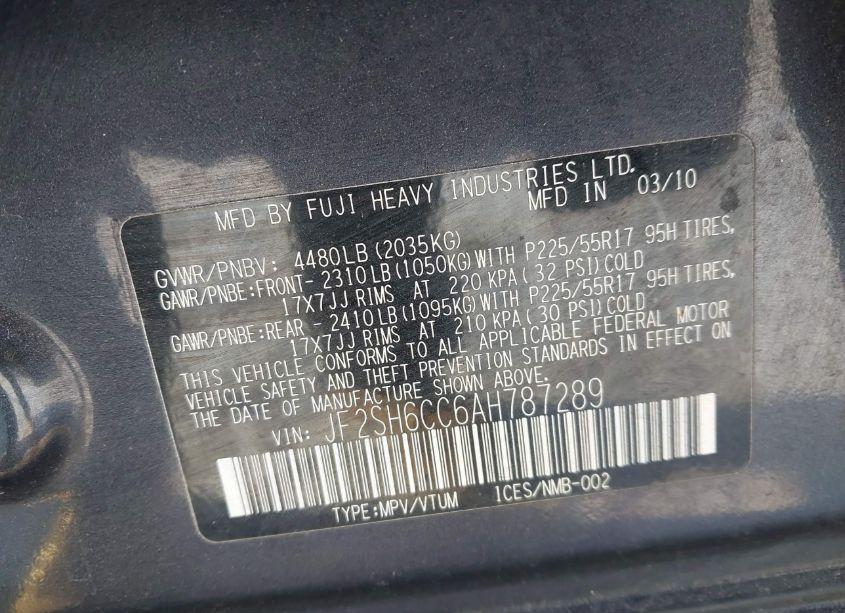 MFD BY FUJI HEAVY INDUSTRIES LTD.
MFD IN 03/10
GVWR/PNBV: 4480LB (2035KG)
GAWR/PNBE:FRONT-2310LB(1050KG)WITH P225/55R17 95H TIRES,
17X7JJ RIMS AT 220 KPA (32 PSI)COLD
GAWR/PNBE:REAR - 2410LB(1095KG)WITH P225/55R17 95H TIRES,
17X7JJ RIMS AT 210 KPA (30 PSI)COLD
THIS VEHICLE CONFORMS TO ALL APPLICABLE FEDERAL MOTOR
VEHICLE SAFETY AND THEFT PREVENTION STANDARDS IN EFFECT ON
THE DATE OF MANUFACTURE SHOWN ABOVE.
VIN: JF2SH6CC6AH787289
TYPE:MPV/VTUM ICES/NMB-002